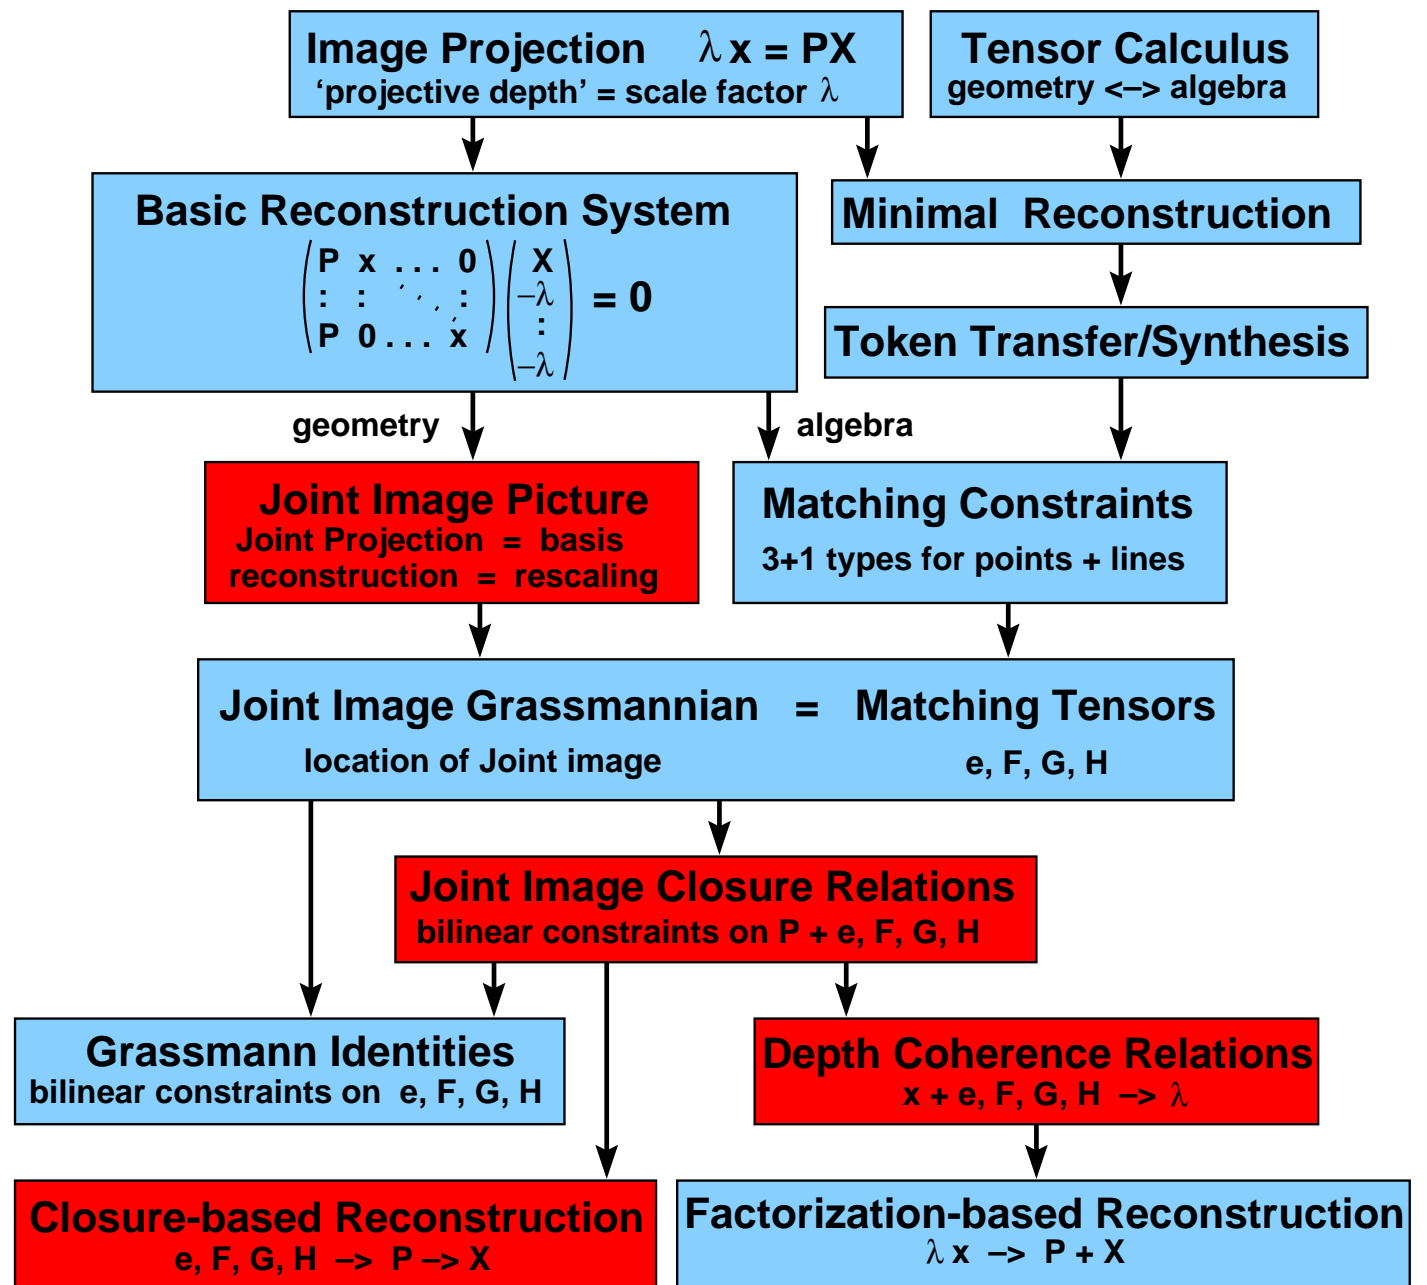 Image Projection λ x = PX
‘projective depth’ = scale factor λ
Tensor Calculus
geometry <–> algebra
Basic Reconstruction System
P x . . . 0 X
: : : −λ
P 0 . . . x :
−λ
= 0
Minimal Reconstruction
Token Transfer/Synthesis
geometry
algebra
Joint Image Picture
Joint Projection = basis
reconstruction = rescaling
Matching Constraints
3+1 types for points + lines
Joint Image Grassmannian = Matching Tensors
location of Joint image e, F, G, H
Joint Image Closure Relations
bilinear constraints on P + e, F, G, H
Grassmann Identities
bilinear constraints on e, F, G, H
Depth Coherence Relations
x + e, F, G, H –> λ
Closure-based Reconstruction
e, F, G, H –> P –> X
Factorization-based Reconstruction
λ x –> P + X